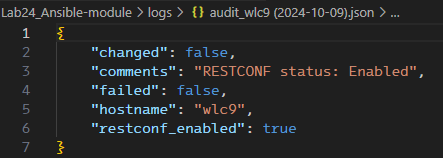 Lab24_Ansible-module > logs > {} audit_wlc9 (2024-10-09).json > ...
1 {
2 "changed": false,
3 "comments": "RESTCONF status: Enabled",
4 "failed": false,
5 "hostname": "wlc9",
6 "restconf_enabled": true
7 }